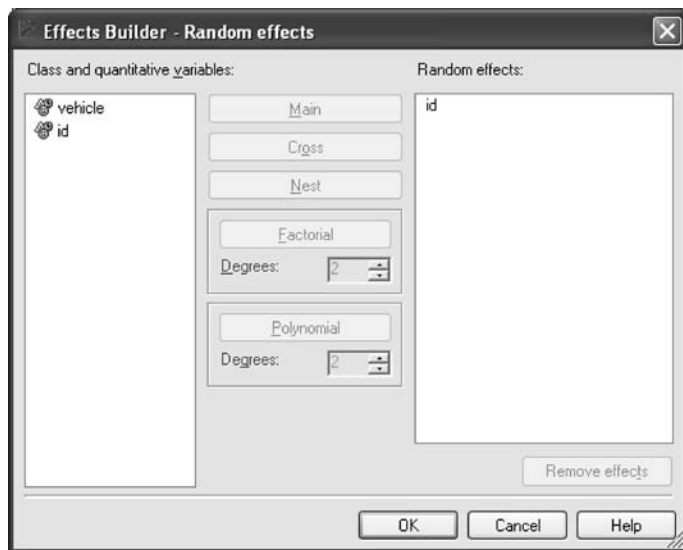 Effects Builder - Random effects
Class and quantitative variables:
vehicle
id
Main
Cross
Nest
Factorial
Degrees:
2
Polynomial
Degrees:
2
Random effects:
id
Remove effects
OK
Cancel
Help